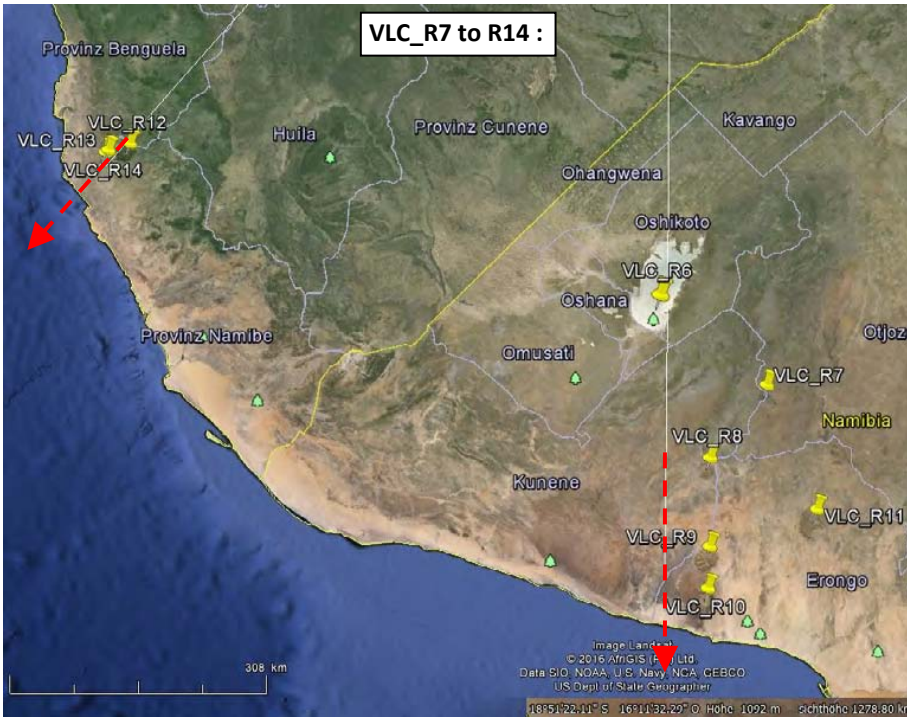 VLC_R7 to R14 :
Provinz Benguela
VLC_R12
VLC_R13
VLC_R14
Huila
Provinz Cunene
Kavango
Ohangwena
Oshikoto
VLC_R6
Oshana
Provinz Namibe
Omusati
Otjoz
VLC_R7
Namibia
VLC_R8
Kunene
VLC_R11
VLC_R9
Erongo
VLC_R10
308 km
Image Landsat
© 2016 AfriGIS (Pty) Ltd.
Data SIO, NOAA, U.S. Navy, NGA, GEBCO
US Dept of State Geographer
18°51'22.11" S 16°11'32.29" O Höhe 1092 m sichthöhe 1278.80 km